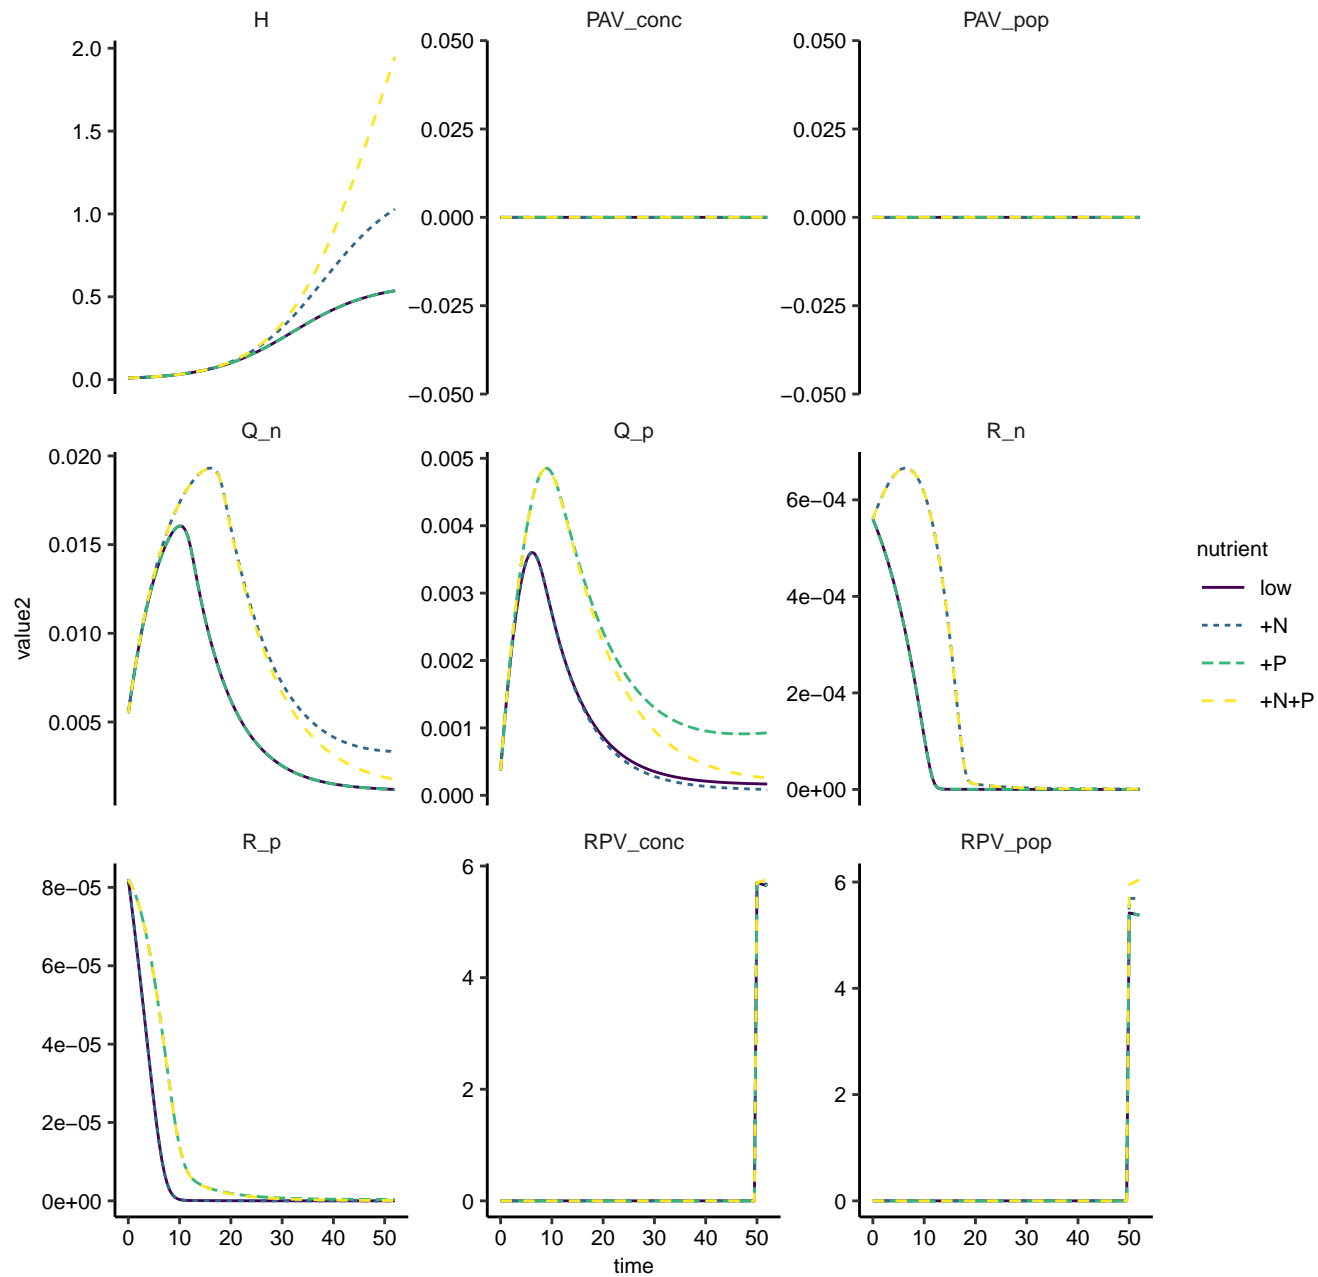 H
PAV_conc
PAV_pop
2.0
1.5
1.0
0.5
0.0
0.050
0.025
0.000
−0.025
−0.050
0.050
0.025
0.000
−0.025
−0.050
Q_n
Q_p
R_n
0.020
0.015
0.010
0.005
0.005
0.004
0.003
0.002
0.001
0.000
6e−04
4e−04
2e−04
0e+00
value2
nutrient
low
+N
+P
+N+P
R_p
RPV_conc
RPV_pop
8e−05
6e−05
4e−05
2e−05
0e+00
6
4
2
0
6
4
2
0
0 10 20 30 40 50
0 10 20 30 40 50
0 10 20 30 40 50
time